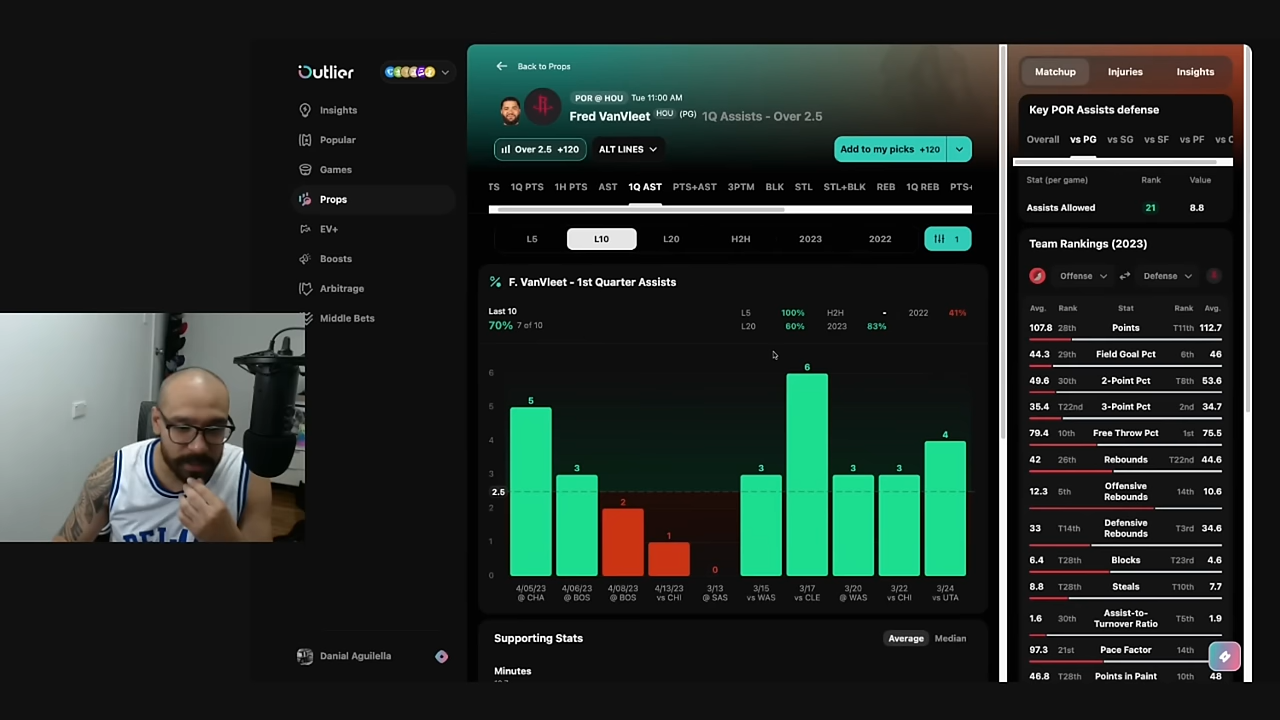 Outlier
Insights
Popular
Games
Props
EV+
Boosts
Arbitrage
Middle Bets
Danial Aguilella
Back to Props
POR @ HOU Tue 11:00 AM
Fred VanVleet HOU (PG) 1Q Assists - Over 2.5
Over 2.5 +120 ALT LINES
Add to my picks +120
TS 1Q PTS 1H PTS AST 1Q AST PTS+AST 3PTM BLK STL STL+BLK REB 1Q REB PTS+
L5 L10 L20 H2H 2023 2022 1
F. VanVleet - 1st Quarter Assists
Last 10
70% 7 of 10
L5 100% H2H - 2022 41%
L20 60% 2023 83%
6
5
4
3
2.5
2
1
0
5 3 2 1 0 3 6 3 3 4
4/05/23 4/06/23 4/08/23 4/13/23 3/13 3/15 3/17 3/20 3/22 3/24
@ CHA @ BOS @ BOS vs CHI @ SAS vs WAS vs CLE @ WAS vs CHI vs UTA
Supporting Stats
Average Median
Minutes
Matchup Injuries Insights
Key POR Assists defense
Overall vs PG vs SG vs SF vs PF vs C
Stat (per game) Rank Value
Assists Allowed 21 8.8
Team Rankings (2023)
Offense Defense
Avg. Rank Stat Rank Avg.
107.8 28th Points T11th 112.7
44.3 29th Field Goal Pct 6th 46
49.6 30th 2-Point Pct T8th 53.6
35.4 T22nd 3-Point Pct 2nd 34.7
79.4 10th Free Throw Pct 1st 75.5
42 26th Rebounds T22nd 44.6
12.3 5th Offensive Rebounds 14th 10.6
33 T14th Defensive Rebounds T3rd 34.6
6.4 T28th Blocks T23rd 4.6
8.8 T28th Steals T10th 7.7
1.6 30th Assist-to-Turnover Ratio T5th 1.9
97.3 21st Pace Factor 14th
46.8 T28th Points in Paint 10th 48